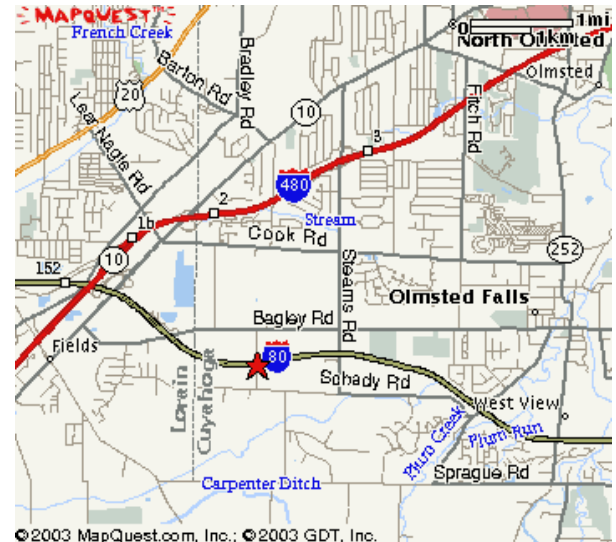 MAPQUEST
French Creek
0 1mi
1km
North Olmsted
Olmsted
20
Barton Rd
Bradley Rd
10
Fitch Rd
Lear Nagle Rd
3
480
2
Stream
1b
Cook Rd
10
252
152
Stearns Rd
Olmsted Falls
Bagley Rd
Fields
80
Schady Rd
Lorain
Cuyahoga
West View
Plum Creek
Plum Run
Sprague Rd
Carpenter Ditch
©2003 MapQuest.com, Inc.; ©2003 GDT, Inc.